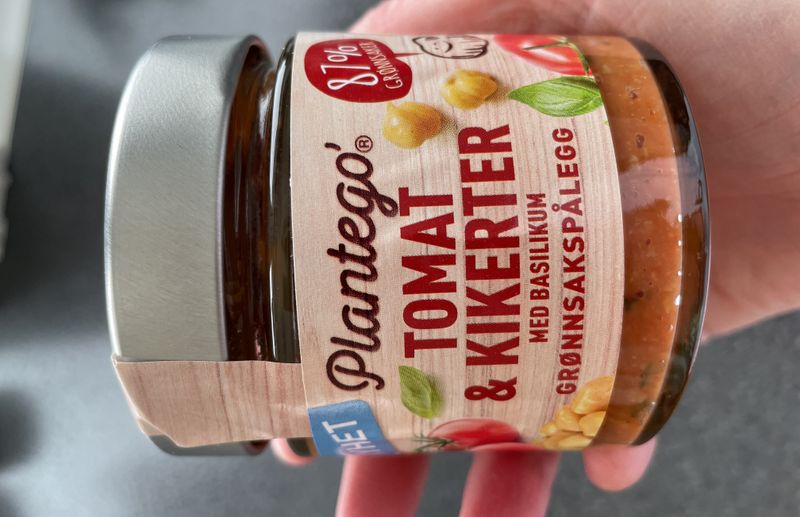 87%
GRØNNSAKER
Plantego'®
TOMAT
& KIKERTER
MED BASILIKUM
GRØNNSAKSPÅLEGG